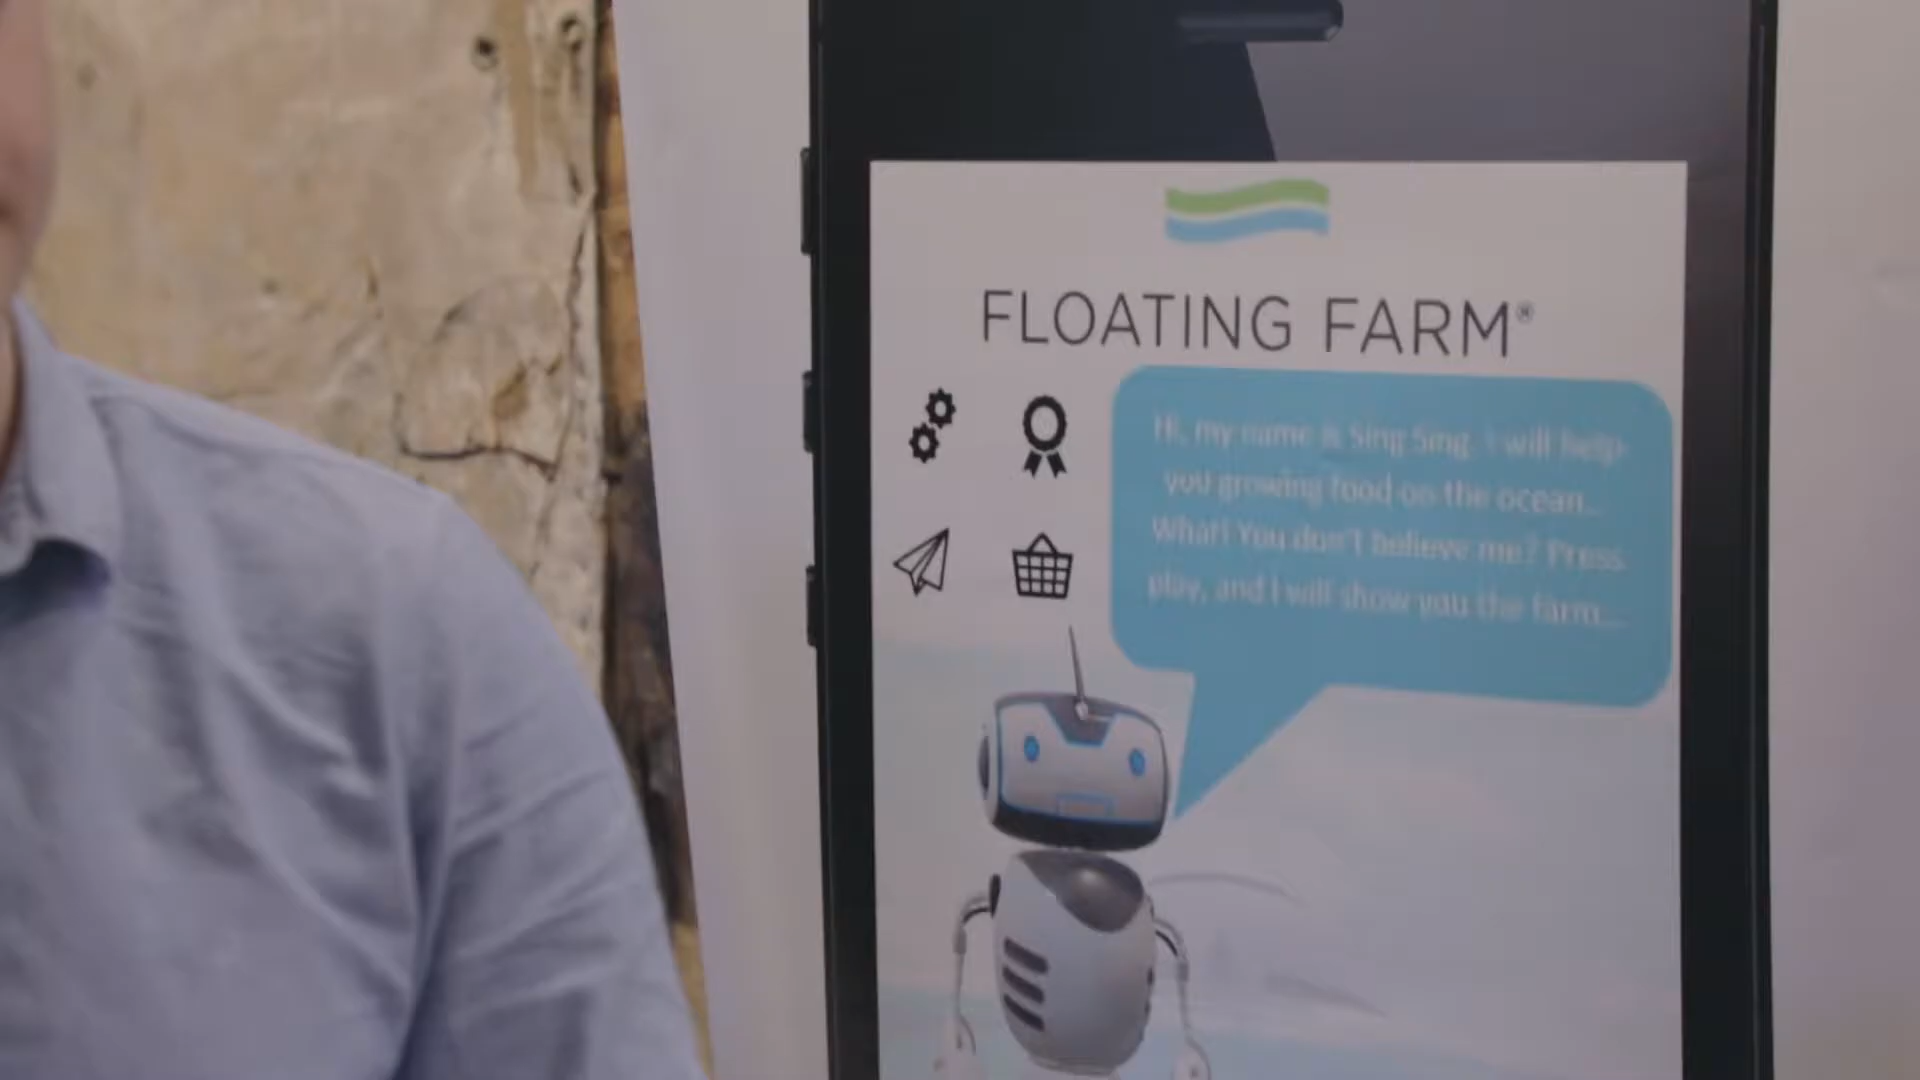 FLOATING FARM®
Hi, my name is Sing Sing. I will help
you growing food on the ocean...
What! You don't believe me? Press
play, and I will show you the farm...